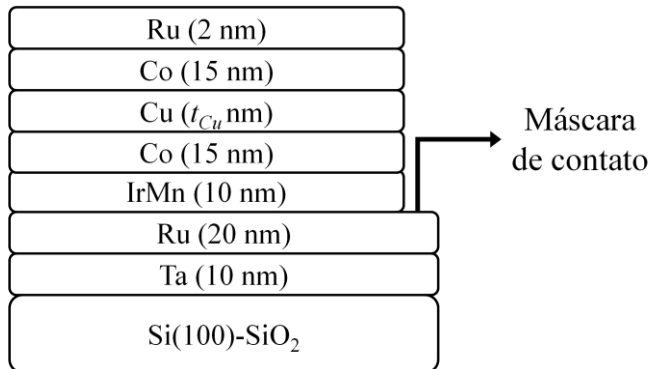 Ru (2 nm)
Co (15 nm)
Cu (t_Cu nm)
Co (15 nm)
IrMn (10 nm)
Ru (20 nm)
Ta (10 nm)
Si(100)-SiO₂
Máscara
de contato